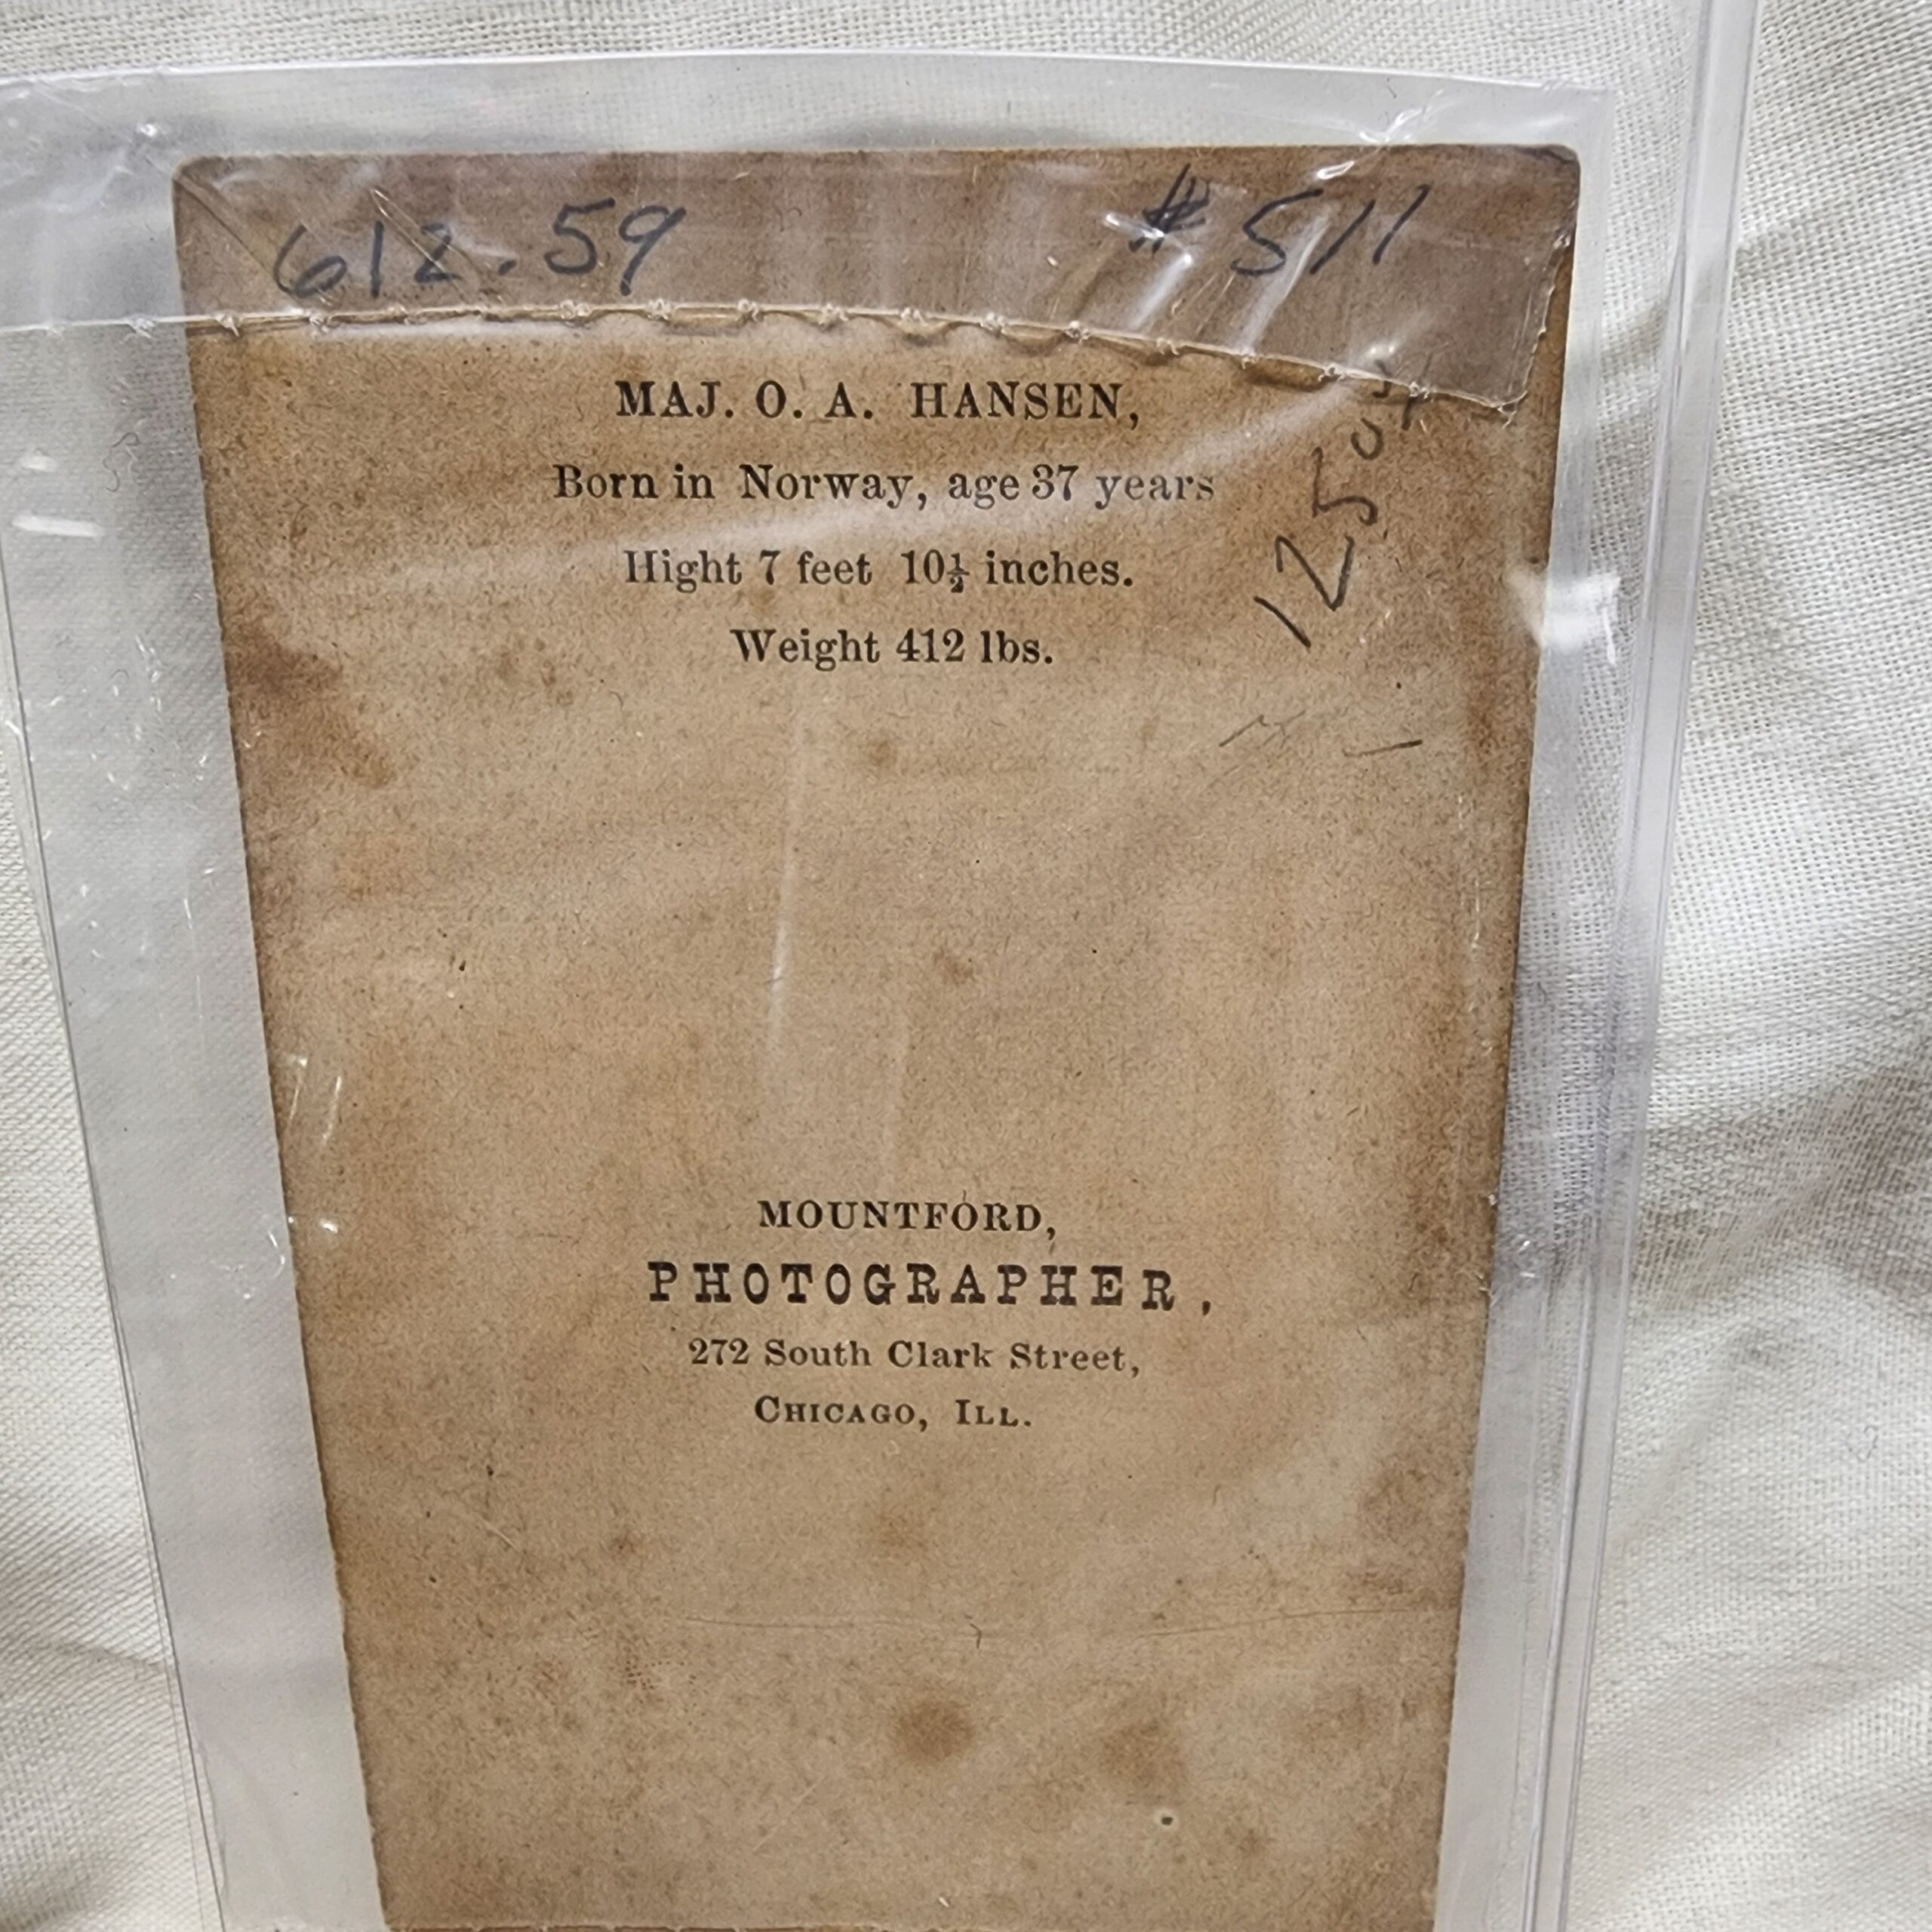 612.59 # 511
MAJ. O. A. HANSEN,
Born in Norway, age 37 years
Hight 7 feet 10½ inches.
Weight 412 lbs.
MOUNTFORD,
PHOTOGRAPHER,
272 South Clark Street,
CHICAGO, ILL.